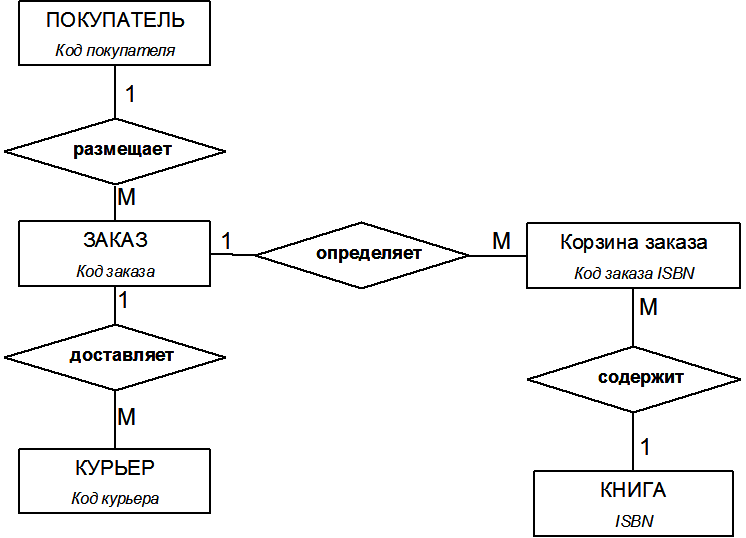 ПОКУПАТЕЛЬ
Код покупателя
1
размещает
М
ЗАКАЗ
Код заказа
1
определяет
М
Корзина заказа
Код заказа ISBN
1
доставляет
М
КУРЬЕР
Код курьера
М
содержит
1
КНИГА
ISBN